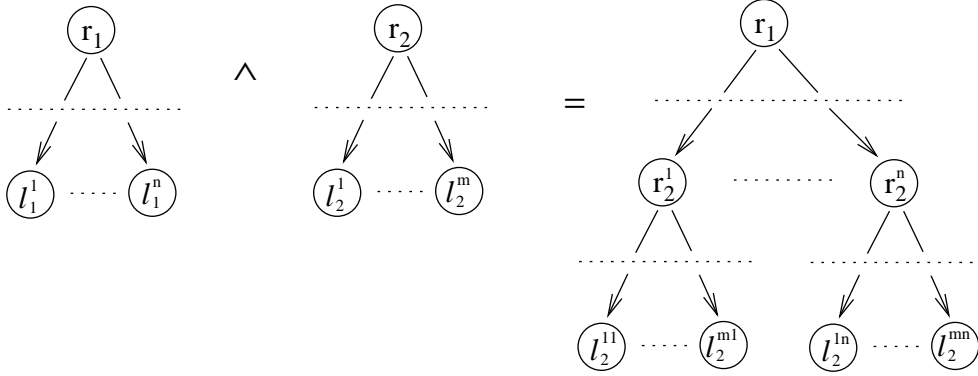 r₁ ∧ r₂ = r₁
l₁¹ ..... l₁ⁿ l₂¹ ..... l₂ᵐ r₂¹ ......... r₂ⁿ
l₂¹¹ ..... l₂ᵐ¹ l₂¹ⁿ ..... l₂ᵐⁿ